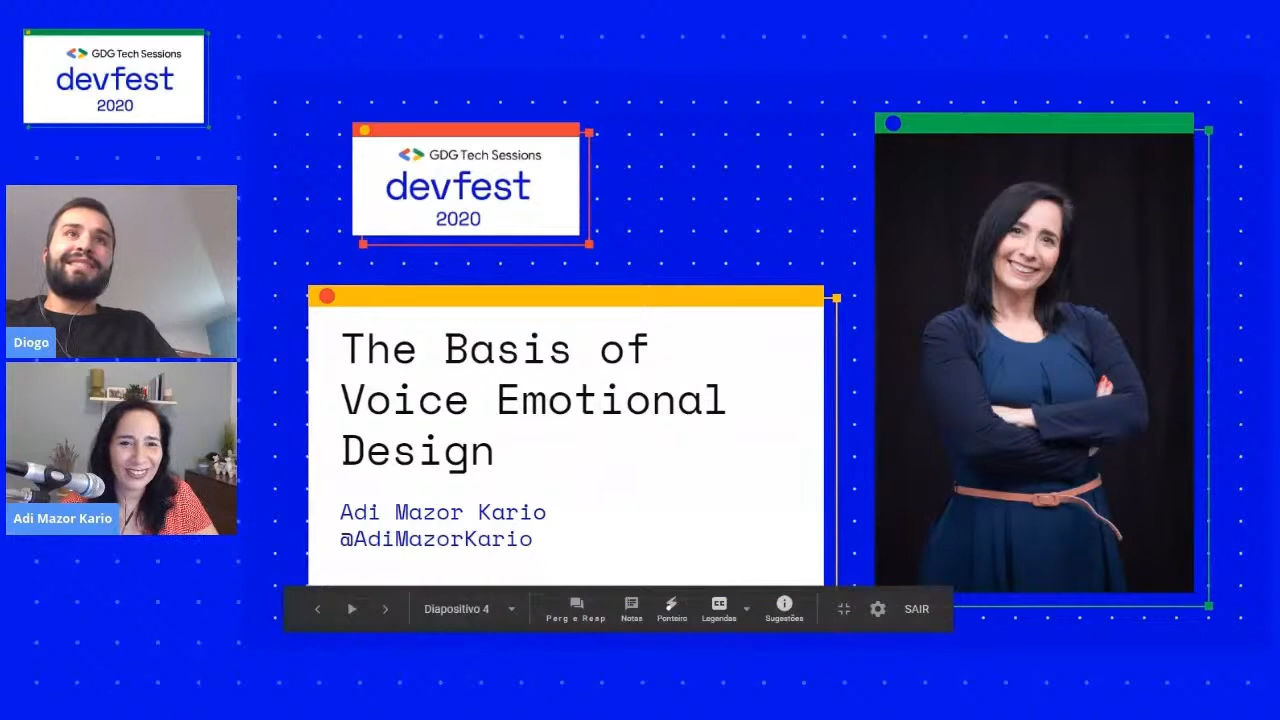 GDG Tech Sessions
devfest
2020
GDG Tech Sessions
devfest
2020
Diogo
Adi Mazor Kario
The Basis of
Voice Emotional
Design
Adi Mazor Kario
@AdiMazorKario
Diapositivo 4
Perg e Resp
Notas
Ponteiro
CC
Legendas
Sugestões
SAIR